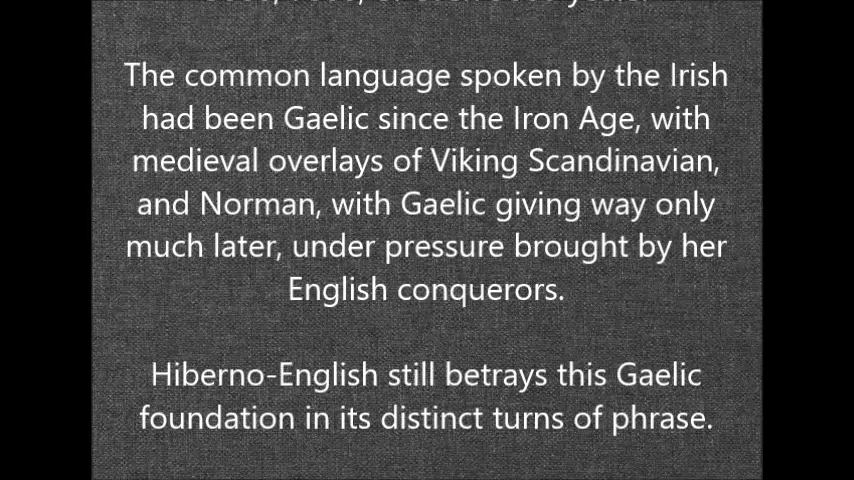 The common language spoken by the Irish
had been Gaelic since the Iron Age, with
medieval overlays of Viking Scandinavian,
and Norman, with Gaelic giving way only
much later, under pressure brought by her
English conquerors.
Hiberno-English still betrays this Gaelic
foundation in its distinct turns of phrase.